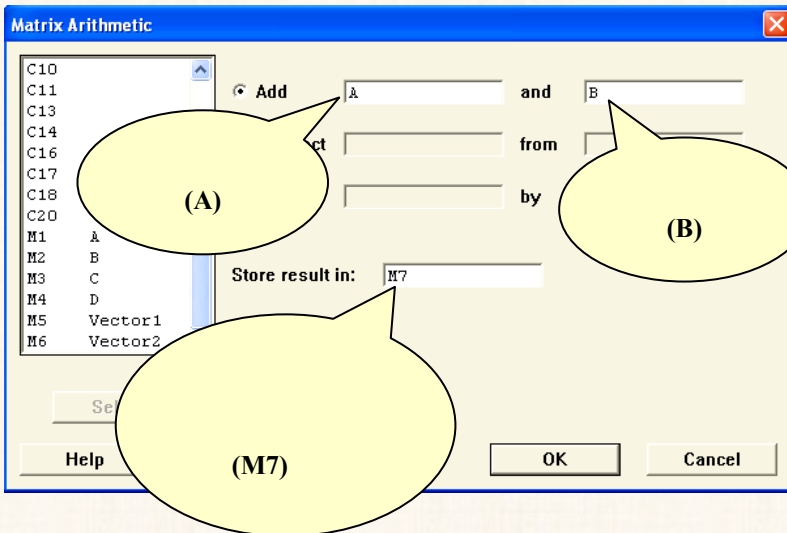 Matrix Arithmetic
C10
C11
C13
C14
C16
C17
C18
C20
M1 A
M2 B
M3 C
M4 D
M5 Vector1
M6 Vector2
Add A and B
from
by
Store result in: M7
(A)
(B)
(M7)
Help
OK
Cancel